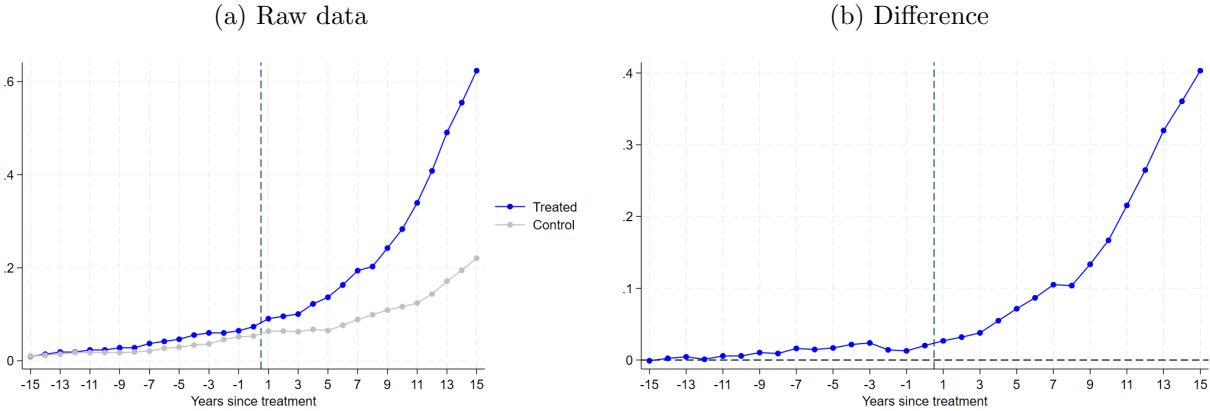 (a) Raw data
.6
.4
.2
0
-15 -13 -11 -9 -7 -5 -3 -1 1 3 5 7 9 11 13 15
Years since treatment
Treated
Control
(b) Difference
.4
.3
.2
.1
0
-15 -13 -11 -9 -7 -5 -3 -1 1 3 5 7 9 11 13 15
Years since treatment